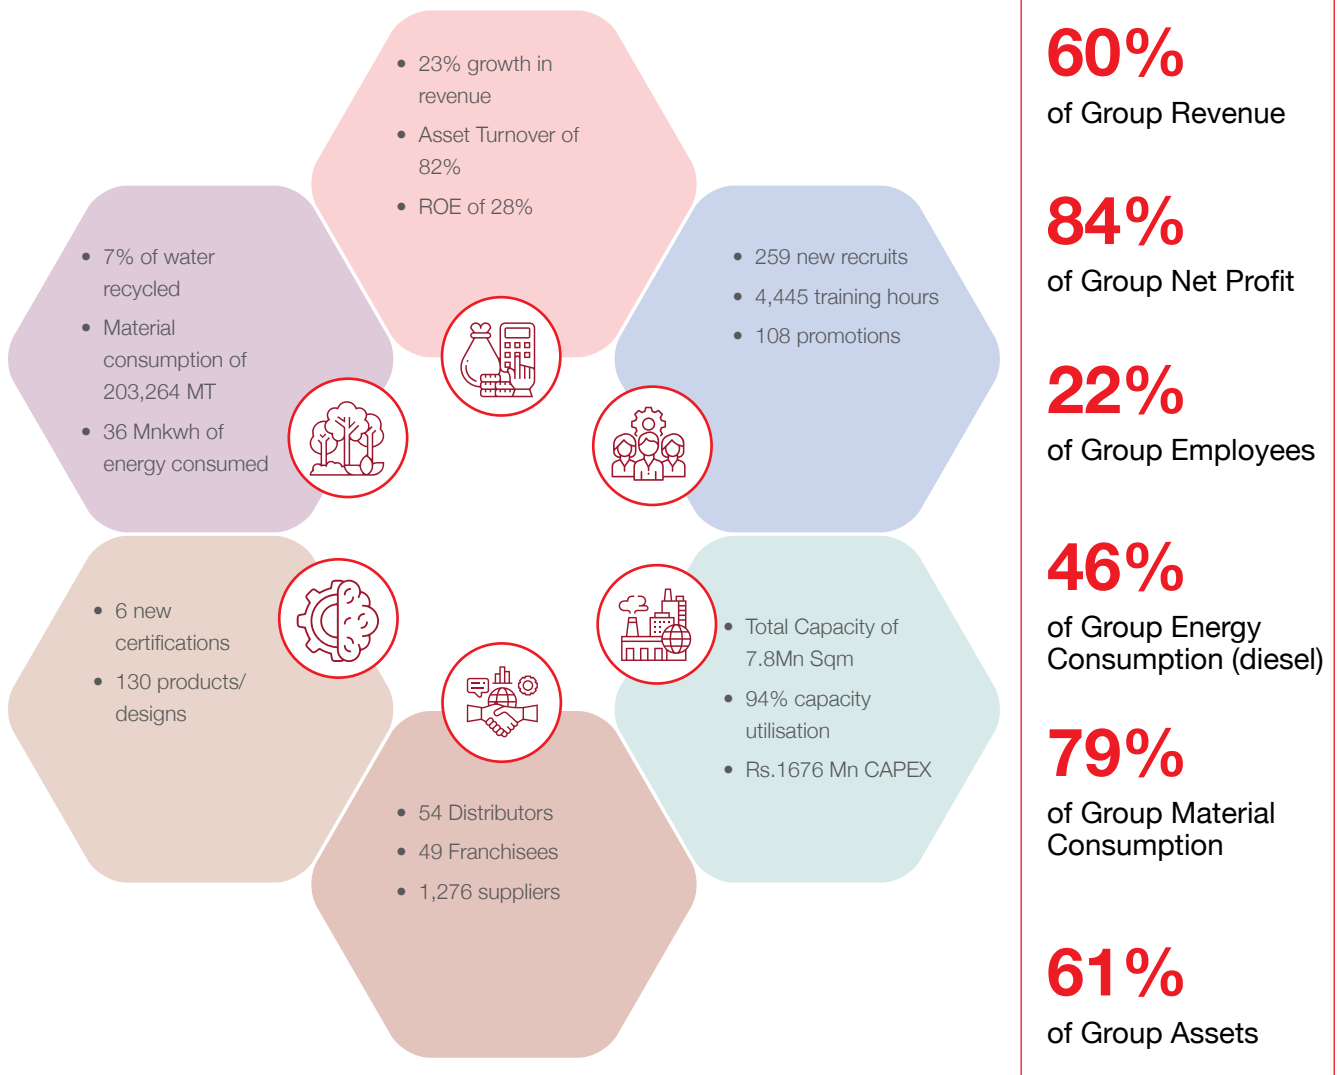 • 23% growth in
revenue
• Asset Turnover of
82%
• ROE of 28%
• 7% of water
recycled
• Material
consumption of
203,264 MT
• 36 Mnkwh of
energy consumed
• 259 new recruits
• 4,445 training hours
• 108 promotions
• 6 new
certifications
• 130 products/
designs
• Total Capacity of
7.8Mn Sqm
• 94% capacity
utilisation
• Rs.1676 Mn CAPEX
• 54 Distributors
• 49 Franchisees
• 1,276 suppliers
60%
of Group Revenue
84%
of Group Net Profit
22%
of Group Employees
46%
of Group Energy
Consumption (diesel)
79%
of Group Material
Consumption
61%
of Group Assets